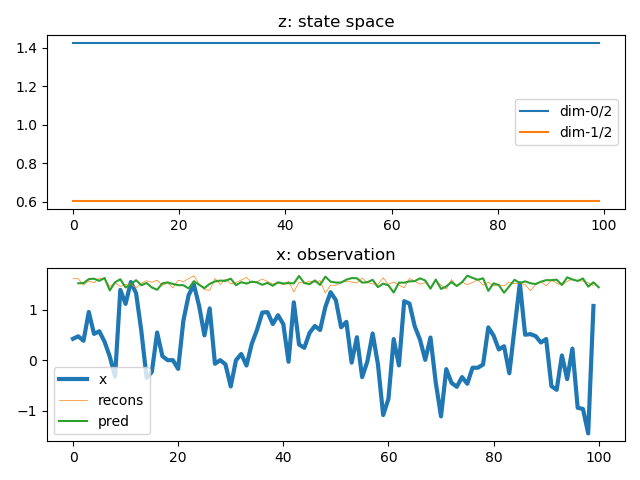 z: state space
1.4
1.2
1.0
0.8
0.6
dim-0/2
dim-1/2
0 20 40 60 80 100
x: observation
1
0
−1
x
recons
pred
0 20 40 60 80 100